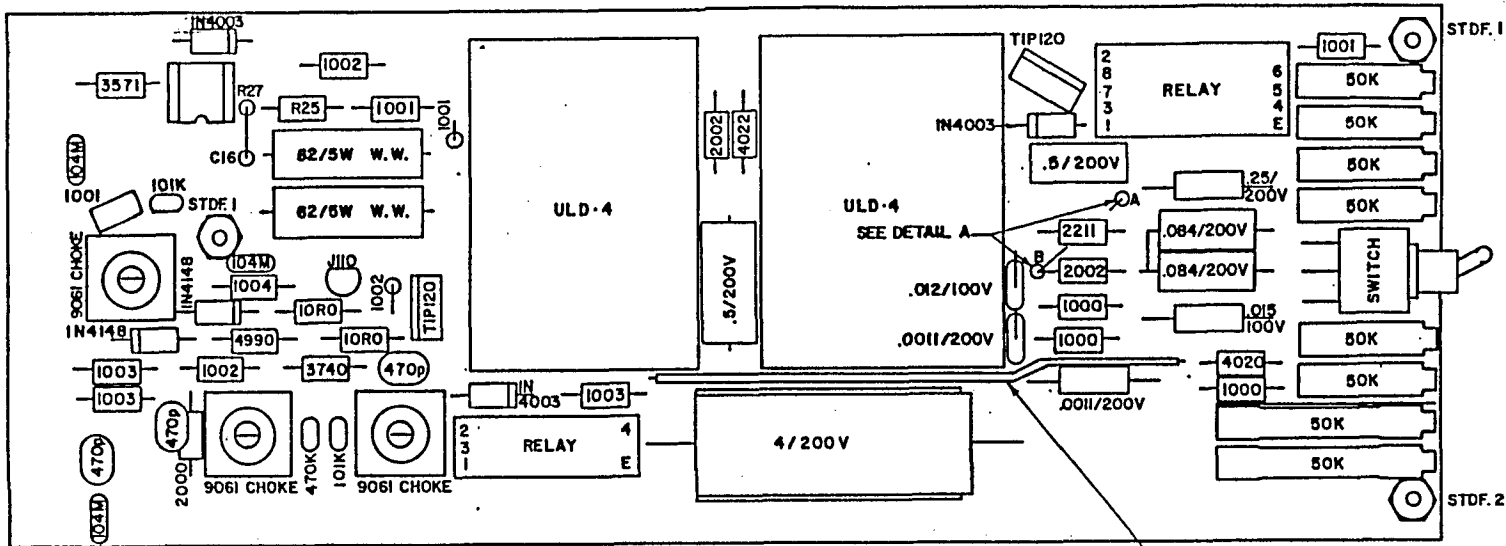 1N4003
STDF. 1
TIP120
1001
1002
3571
R27
R25
1001
1001
2
8
7
3
1
RELAY
6
5
4
E
50K
50K
1N4003
2002
4022
C16
62/5W W.W.
.5/200V
104M
1001
101K
STDF. 1
62/5W W.W.
ULD-4
ULD-4
.25/
200V
50K
A
50K
SEE DETAIL A
2211
.084/200V
9061 CHOKE
104M
J110
1002
B
2002
.084/200V
SWITCH
1004
1N4148
.5/200V
.012/100V
10R0
TIP120
1000
.015
100V
1N4148
4990
10R0
.0011/200V
1000
50K
1003
1002
3740
470p
4020
50K
1003
1N
4003
1003
.0011/200V
1000
470p
2
3
1
RELAY
4
E
4/200V
50K
470p
2000
9061 CHOKE
470K
101K
9061 CHOKE
50K
104M
STDF. 2